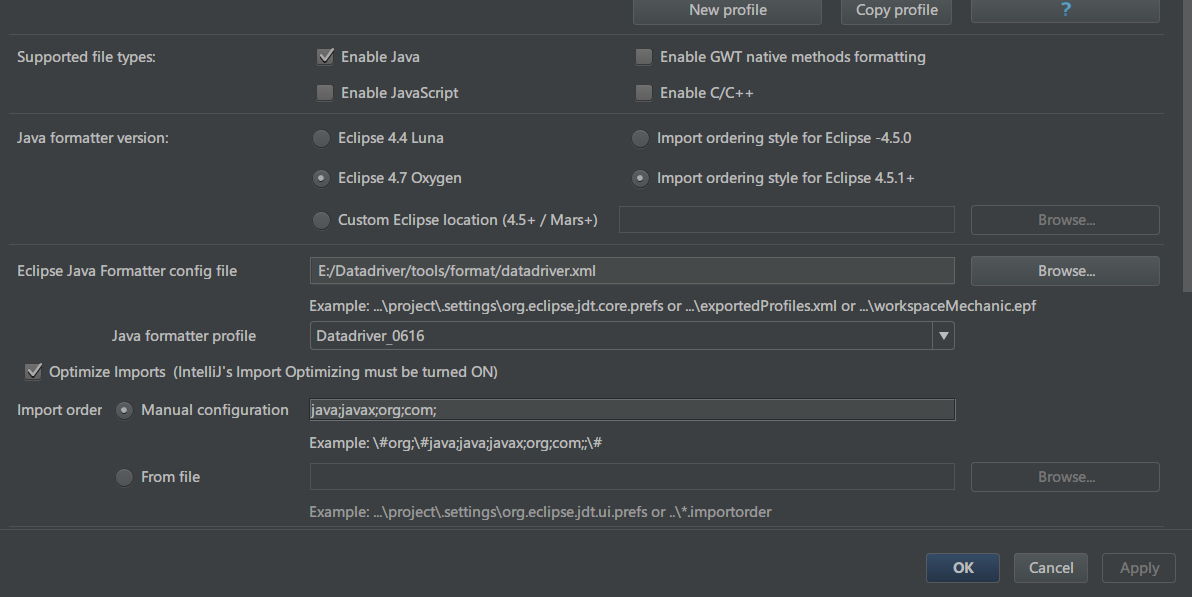 New profile Copy profile ?
Supported file types: Enable Java Enable GWT native methods formatting
Enable JavaScript Enable C/C++
Java formatter version: Eclipse 4.4 Luna Import ordering style for Eclipse -4.5.0
Eclipse 4.7 Oxygen Import ordering style for Eclipse 4.5.1+
Custom Eclipse location (4.5+ / Mars+) Browse...
Eclipse Java Formatter config file E:/Datadriver/tools/format/datadriver.xml Browse...
Example: ...\project\.settings\org.eclipse.jdt.core.prefs or ...\exportedProfiles.xml or ...\workspaceMechanic.epf
Java formatter profile Datadriver_0616
Optimize Imports (IntelliJ's Import Optimizing must be turned ON)
Import order Manual configuration java;javax;org;com;
Example: \#org;\#java;java;javax;org;com;;\#
From file Browse...
Example: ...\project\.settings\org.eclipse.jdt.ui.prefs or ..\*.importorder
OK Cancel Apply